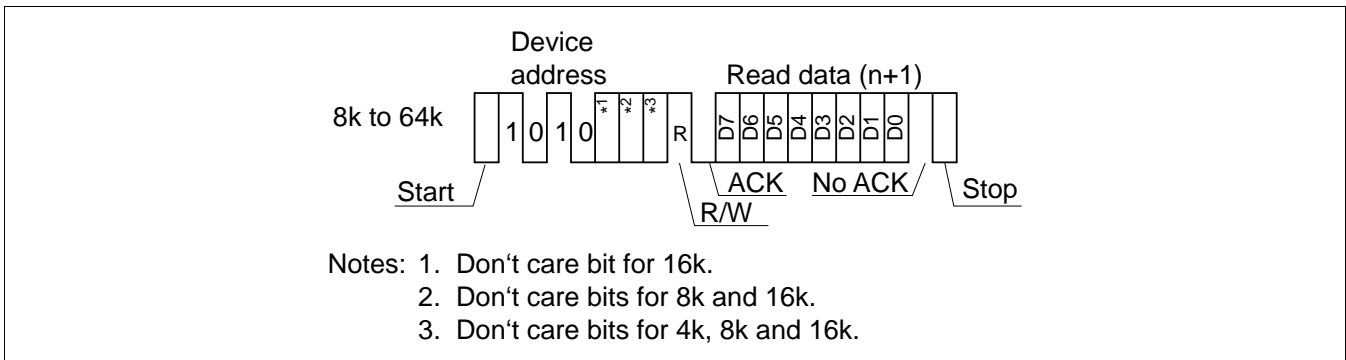 Device
address
Read data (n+1)
8k to 64k
1 0 1 0 *1 *2 *3 R D7 D6 D5 D4 D3 D2 D1 D0
Start
ACK
No ACK
Stop
R/W
Notes: 1. Don‘t care bit for 16k.
2. Don‘t care bits for 8k and 16k.
3. Don‘t care bits for 4k, 8k and 16k.